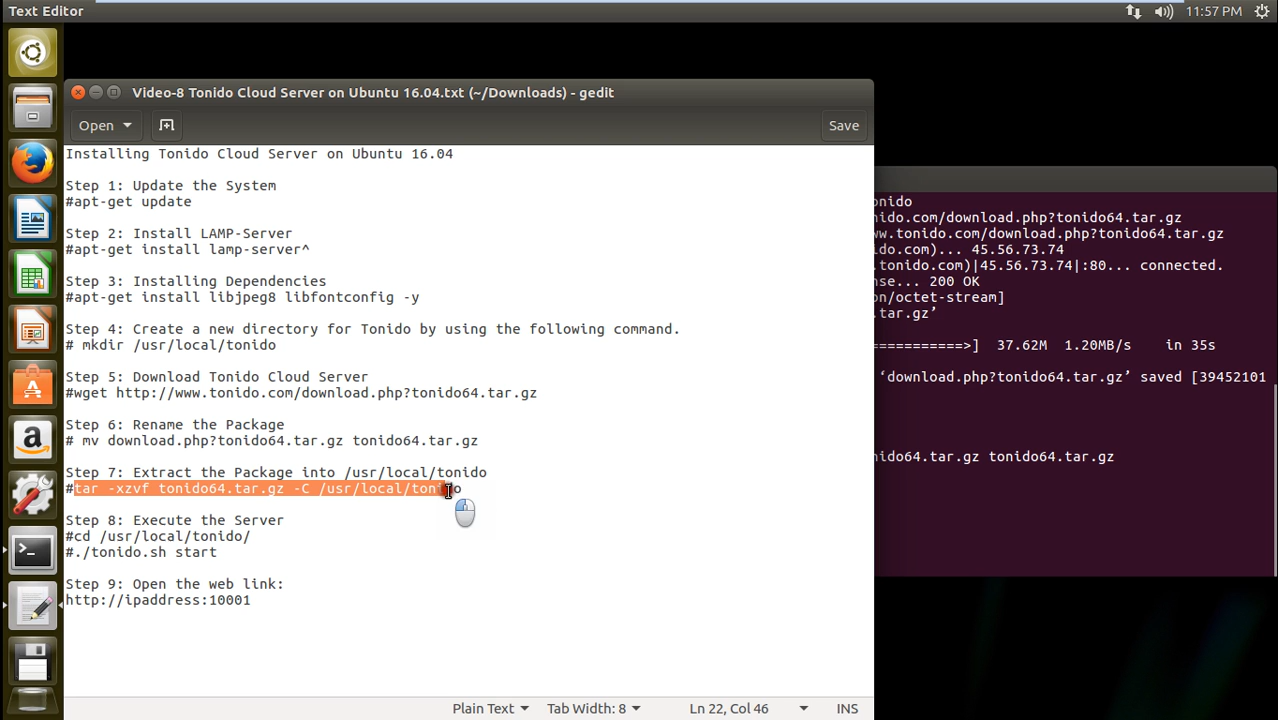 Text Editor
11:57 PM
Video-8 Tonido Cloud Server on Ubuntu 16.04.txt (~/Downloads) - gedit
Open
Save
Installing Tonido Cloud Server on Ubuntu 16.04
Step 1: Update the System
#apt-get update
Step 2: Install LAMP-Server
#apt-get install lamp-server^
Step 3: Installing Dependencies
#apt-get install libjpeg8 libfontconfig -y
Step 4: Create a new directory for Tonido by using the following command.
# mkdir /usr/local/tonido
Step 5: Download Tonido Cloud Server
#wget http://www.tonido.com/download.php?tonido64.tar.gz
Step 6: Rename the Package
# mv download.php?tonido64.tar.gz tonido64.tar.gz
Step 7: Extract the Package into /usr/local/tonido
#tar -xzvf tonido64.tar.gz -C /usr/local/tonido
Step 8: Execute the Server
#cd /usr/local/tonido/
#./tonido.sh start
Step 9: Open the web link:
http://ipaddress:10001
Plain Text
Tab Width: 8
Ln 22, Col 46
INS
onido
nido.com/download.php?tonido64.tar.gz
ww.tonido.com/download.php?tonido64.tar.gz
ido.com)... 45.56.73.74
.tonido.com)|45.56.73.74|:80... connected.
nse... 200 OK
on/octet-stream]
.tar.gz’
===========>] 37.62M 1.20MB/s in 35s
‘download.php?tonido64.tar.gz’ saved [39452101
nido64.tar.gz tonido64.tar.gz